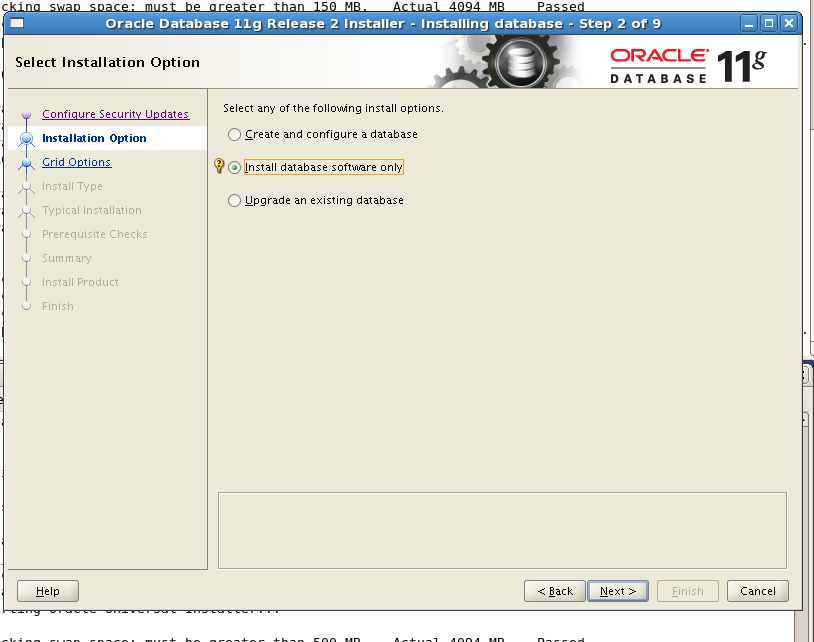 cking swap space: must be greater than 150 MB.   Actual 4094 MB    Passed
Oracle Database 11g Release 2 Installer - Installing database - Step 2 of 9
Select Installation Option
ORACLE
DATABASE
11g
Configure Security Updates
Installation Option
Grid Options
Install Type
Typical Installation
Prerequisite Checks
Summary
Install Product
Finish
Select any of the following install options.
Create and configure a database
Install database software only
Upgrade an existing database
Help
< Back
Next >
Finish
Cancel
rting Oracle Universal Installer...
cking swap space: must be greater than 500 MB.   Actual 4094 MB    Passed